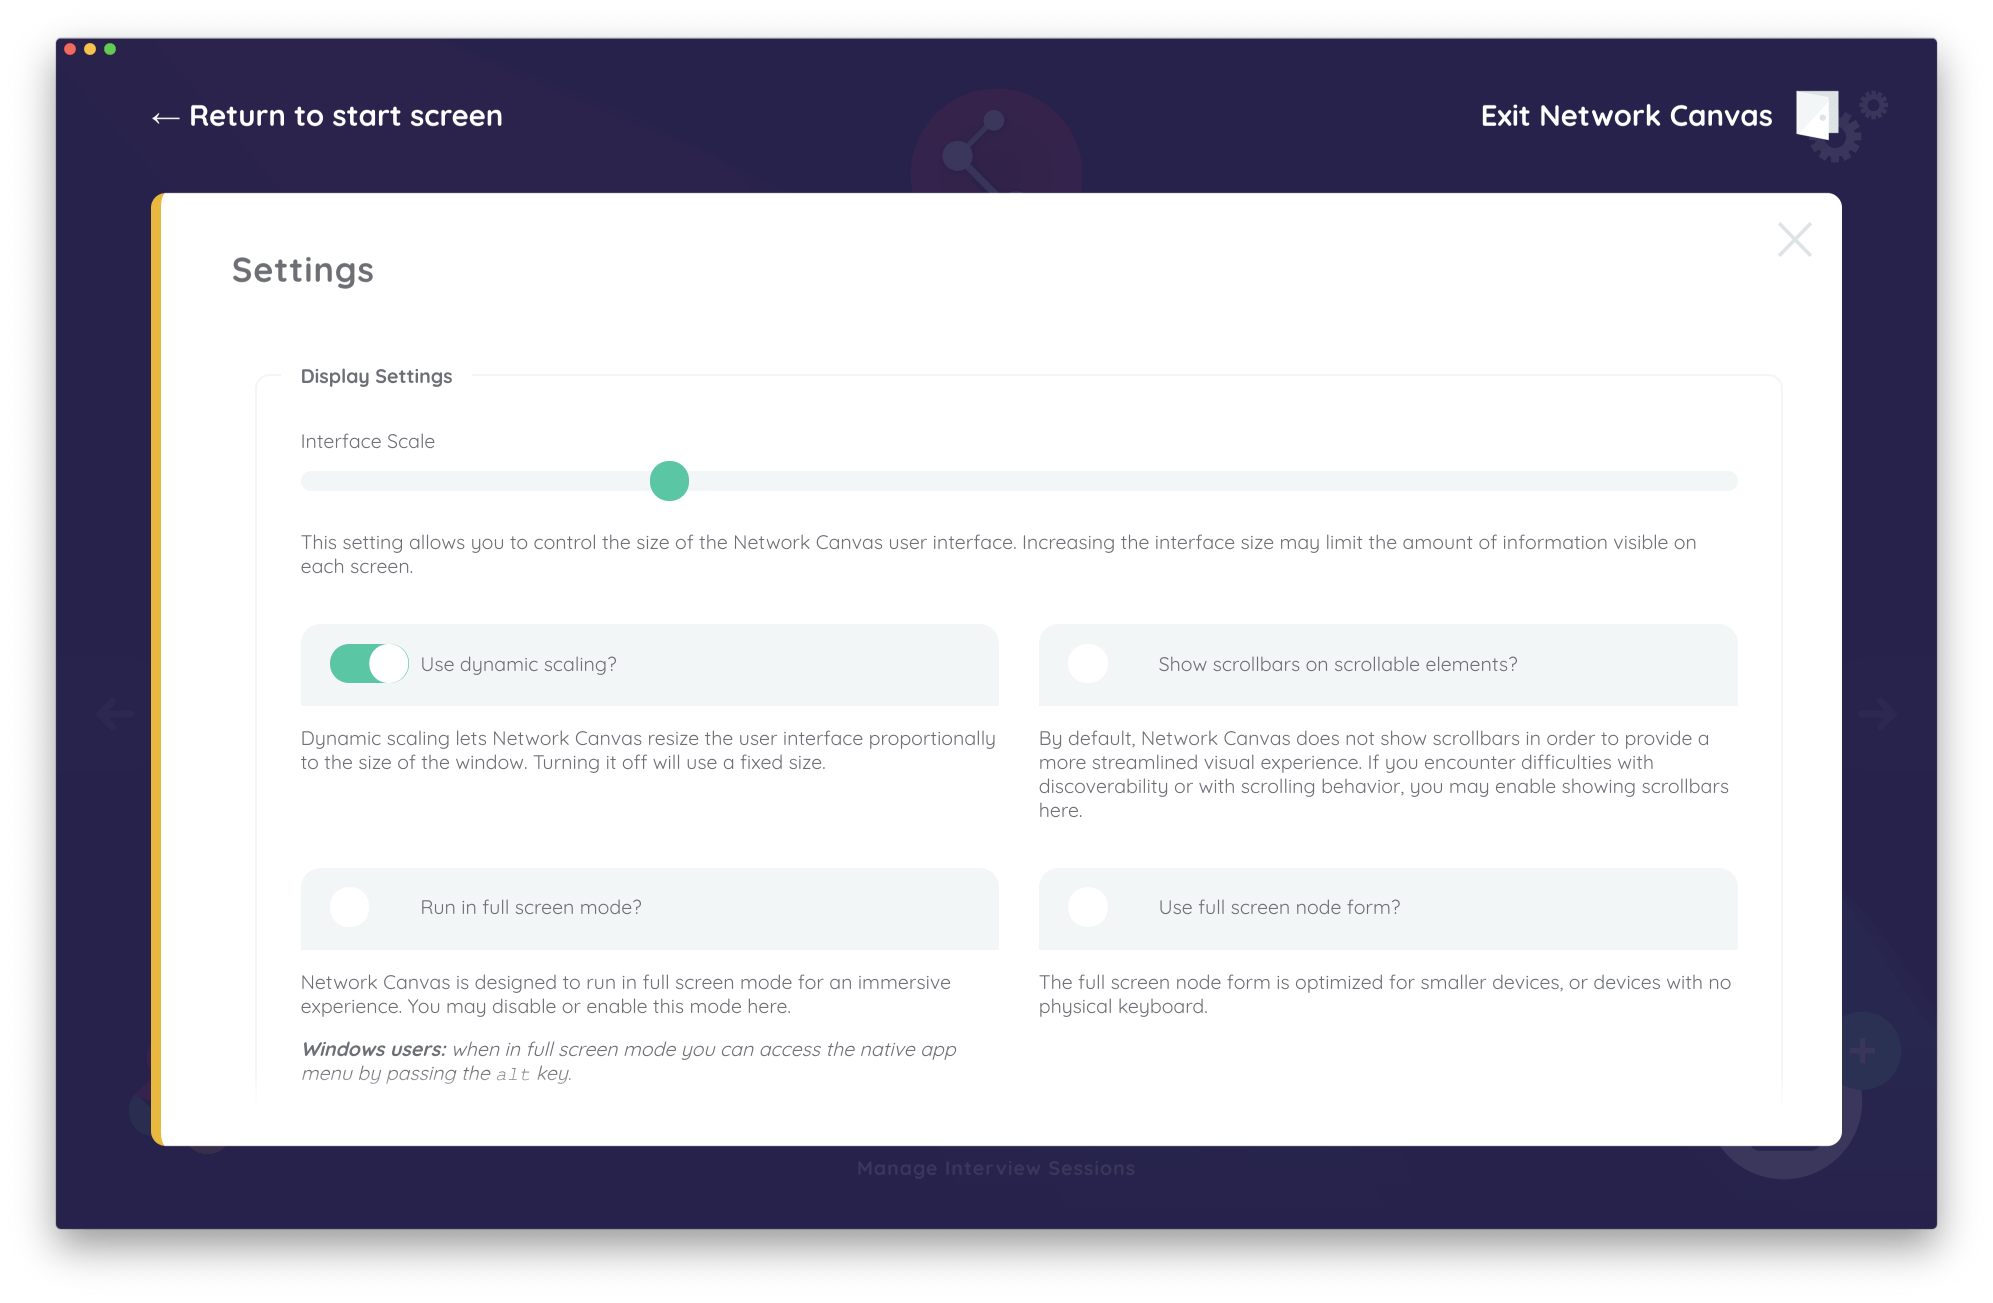 ← Return to start screen
Exit Network Canvas
Settings
Display Settings
Interface Scale
This setting allows you to control the size of the Network Canvas user interface. Increasing the interface size may limit the amount of information visible on
each screen.
Use dynamic scaling?
Dynamic scaling lets Network Canvas resize the user interface proportionally
to the size of the window. Turning it off will use a fixed size.
Show scrollbars on scrollable elements?
By default, Network Canvas does not show scrollbars in order to provide a
more streamlined visual experience. If you encounter difficulties with
discoverability or with scrolling behavior, you may enable showing scrollbars
here.
Run in full screen mode?
Network Canvas is designed to run in full screen mode for an immersive
experience. You may disable or enable this mode here.
Windows users: when in full screen mode you can access the native app
menu by passing the alt key.
Use full screen node form?
The full screen node form is optimized for smaller devices, or devices with no
physical keyboard.
Manage Interview Sessions